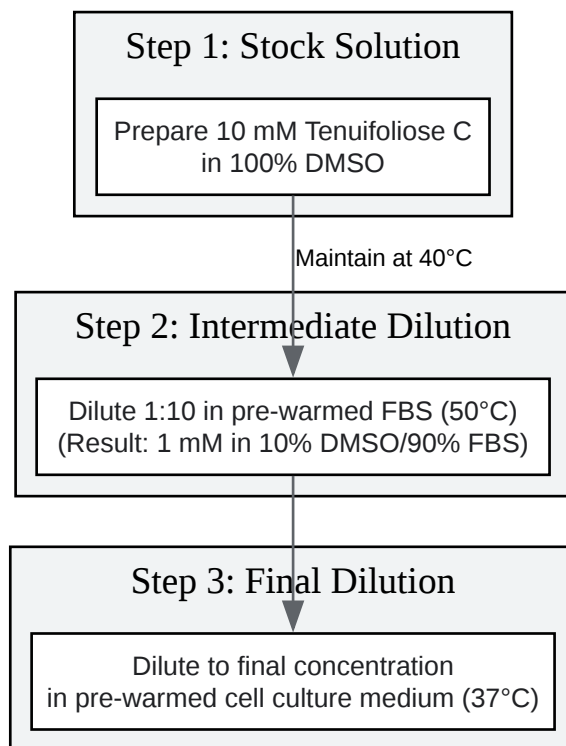 Step 1: Stock Solution
Prepare 10 mM Tenuifoliose C
in 100% DMSO
Maintain at 40°C
Step 2: Intermediate Dilution
Dilute 1:10 in pre-warmed FBS (50°C)
(Result: 1 mM in 10% DMSO/90% FBS)
Step 3: Final Dilution
Dilute to final concentration
in pre-warmed cell culture medium (37°C)